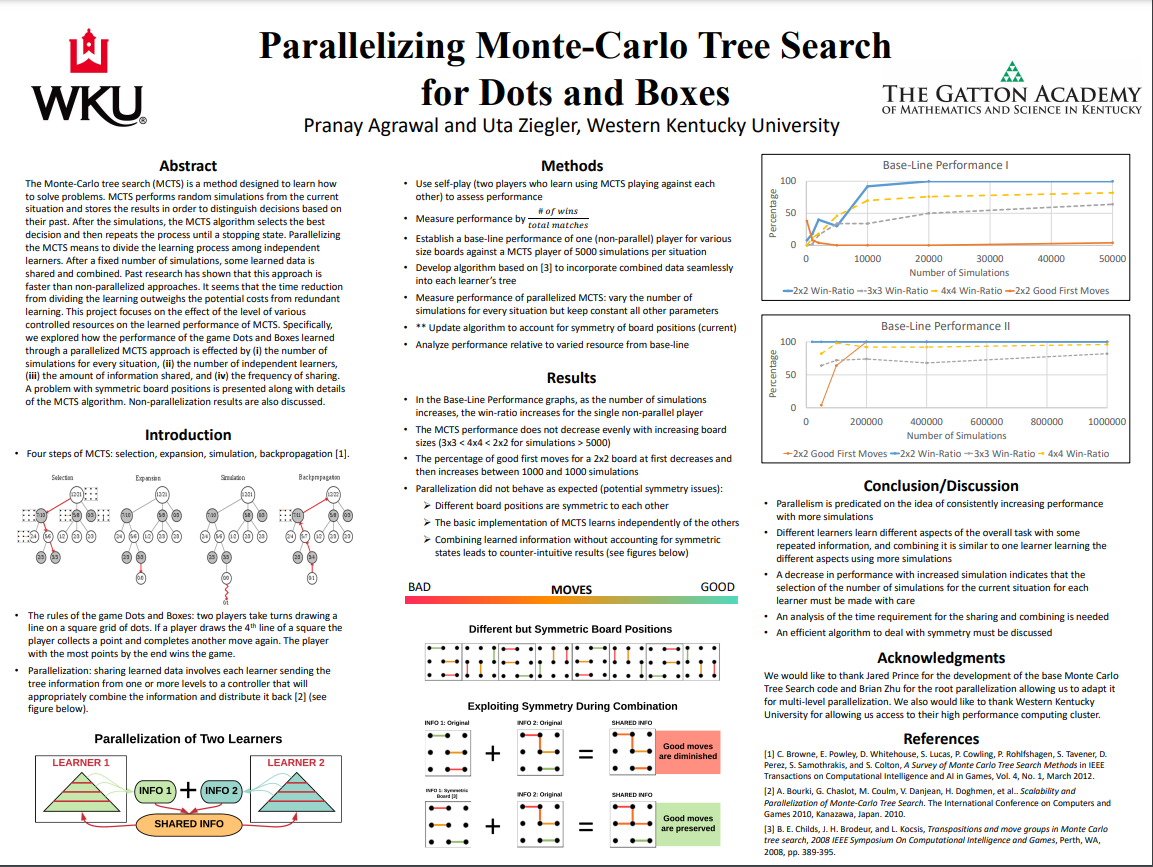 WKU
®
Parallelizing Monte-Carlo Tree Search
for Dots and Boxes
Pranay Agrawal and Uta Ziegler, Western Kentucky University
THE GATTON ACADEMY
OF MATHEMATICS AND SCIENCE IN KENTUCKY
Abstract
The Monte-Carlo tree search (MCTS) is a method designed to learn how
to solve problems. MCTS performs random simulations from the current
situation and stores the results in order to distinguish decisions based on
their past. After the simulations, the MCTS algorithm selects the best
decision and then repeats the process until a stopping state. Parallelizing
the MCTS means to divide the learning process among independent
learners. After a fixed number of simulations, some learned data is
shared and combined. Past research has shown that this approach is
faster than non-parallelized approaches. It seems that the time reduction
from dividing the learning outweighs the potential costs from redundant
learning. This project focuses on the effect of the level of various
controlled resources on the learned performance of MCTS. Specifically,
we explored how the performance of the game Dots and Boxes learned
through a parallelized MCTS approach is effected by (i) the number of
simulations for every situation, (ii) the number of independent learners,
(iii) the amount of information shared, and (iv) the frequency of sharing.
A problem with symmetric board positions is presented along with details
of the MCTS algorithm. Non-parallelization results are also discussed.
Introduction
• Four steps of MCTS: selection, expansion, simulation, backpropagation [1].
Selection Expansion Simulation Backpropagation
12/21 12/21 12/21 12/22
• The rules of the game Dots and Boxes: two players take turns drawing a
line on a square grid of dots. If a player draws the 4th line of a square the
player collects a point and completes another move again. The player
with the most points by the end wins the game.
• Parallelization: sharing learned data involves each learner sending the
tree information from one or more levels to a controller that will
appropriately combine the information and distribute it back [2] (see
figure below).
Parallelization of Two Learners
LEARNER 1 LEARNER 2
INFO 1 + INFO 2
SHARED INFO
Methods
• Use self-play (two players who learn using MCTS playing against each
other) to assess performance
• Measure performance by # of wins / total matches
• Establish a base-line performance of one (non-parallel) player for various
size boards against a MCTS player of 5000 simulations per situation
• Develop algorithm based on [3] to incorporate combined data seamlessly
into each learner's tree
• Measure performance of parallelized MCTS: vary the number of
simulations for every situation but keep constant all other parameters
• ** Update algorithm to account for symmetry of board positions (current)
• Analyze performance relative to varied resource from base-line
Results
• In the Base-Line Performance graphs, as the number of simulations
increases, the win-ratio increases for the single non-parallel player
• The MCTS performance does not decrease evenly with increasing board
sizes (3x3 < 4x4 < 2x2 for simulations > 5000)
• The percentage of good first moves for a 2x2 board at first decreases and
then increases between 1000 and 1000 simulations
• Parallelization did not behave as expected (potential symmetry issues):
➢ Different board positions are symmetric to each other
➢ The basic implementation of MCTS learns independently of the others
➢ Combining learned information without accounting for symmetric
states leads to counter-intuitive results (see figures below)
BAD MOVES GOOD
Different but Symmetric Board Positions
Exploiting Symmetry During Combination
INFO 1: Original INFO 2: Original SHARED INFO
+ =
Good moves
are diminished
INFO 1: Symmetric
Board [3]
INFO 2: Original SHARED INFO
+ =
Good moves
are preserved
Base-Line Performance I
Percentage
100
50
0
0 10000 20000 30000 40000 50000
Number of Simulations
2x2 Win-Ratio 3x3 Win-Ratio 4x4 Win-Ratio 2x2 Good First Moves
Base-Line Performance II
Percentage
100
50
0
0 200000 400000 600000 800000 1000000
Number of Simulations
2x2 Good First Moves 2x2 Win-Ratio 3x3 Win-Ratio 4x4 Win-Ratio
Conclusion/Discussion
• Parallelism is predicated on the idea of consistently increasing performance
with more simulations
• Different learners learn different aspects of the overall task with some
repeated information, and combining it is similar to one learner learning the
different aspects using more simulations
• A decrease in performance with increased simulation indicates that the
selection of the number of simulations for the current situation for each
learner must be made with care
• An analysis of the time requirement for the sharing and combining is needed
• An efficient algorithm to deal with symmetry must be discussed
Acknowledgments
We would like to thank Jared Prince for the development of the base Monte Carlo
Tree Search code and Brian Zhu for the root parallelization allowing us to adapt it
for multi-level parallelization. We also would like to thank Western Kentucky
University for allowing us access to their high performance computing cluster.
References
[1] C. Browne, E. Powley, D. Whitehouse, S. Lucas, P. Cowling, P. Rohlfshagen, S. Tavener, D.
Perez, S. Samothrakis, and S. Colton, A Survey of Monte Carlo Tree Search Methods in IEEE
Transactions on Computational Intelligence and AI in Games, Vol. 4, No. 1, March 2012.
[2] A. Bourki, G. Chaslot, M. Coulm, V. Danjean, H. Doghmen, et al.. Scalability and
Parallelization of Monte-Carlo Tree Search. The International Conference on Computers and
Games 2010, Kanazawa, Japan. 2010.
[3] B. E. Childs, J. H. Brodeur, and L. Kocsis, Transpositions and move groups in Monte Carlo
tree search, 2008 IEEE Symposium On Computational Intelligence and Games, Perth, WA,
2008, pp. 389-395.